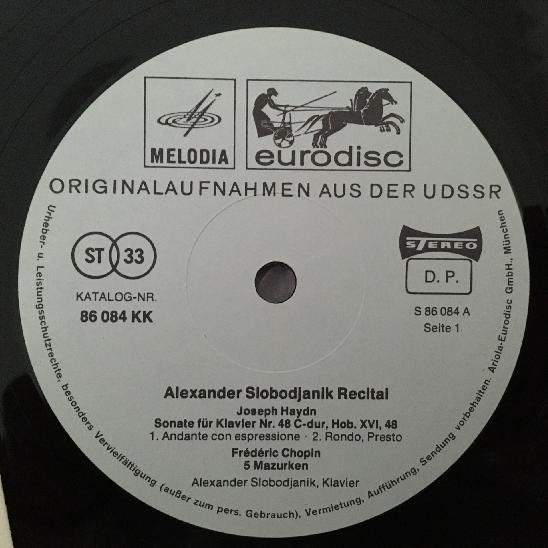 MELODIA
eurodisc
ORIGINALAUFNAHMEN AUS DER UDSSR
ST 33
STEREO
D. P.
KATALOG-NR.
86 084 KK
S 86 084 A
Seite 1
Alexander Slobodjanik Recital
Joseph Haydn
Sonate für Klavier Nr. 48 C-dur, Hob. XVI, 48
1. Andante con espressione · 2. Rondo, Presto
Frédéric Chopin
5 Mazurken
Alexander Slobodjanik, Klavier
Urheber- u. Leistungsschutzrechte, besonders Vervielfältigung (außer zum pers. Gebrauch), Vermietung, Aufführung, Sendung vorbehalten. Ariola-Eurodisc GmbH., München